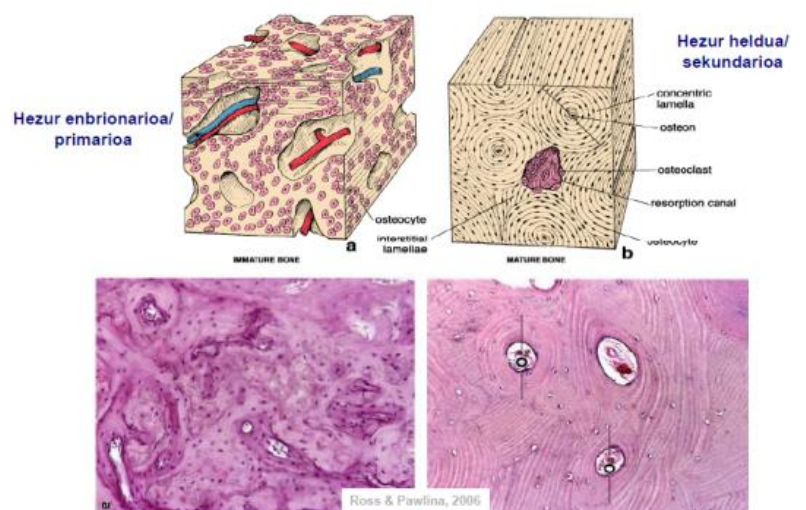 Hezur enbrionarioa/
primarioa
Hezur heldua/
sekundarioa
concentric
lamella
osteon
osteoclast
resorption canal
osteocyte
interstitial
lamellae
osteocyte
a
b
IMMATURE BONE
MATURE BONE
O
O
Ross & Pawlina, 2006